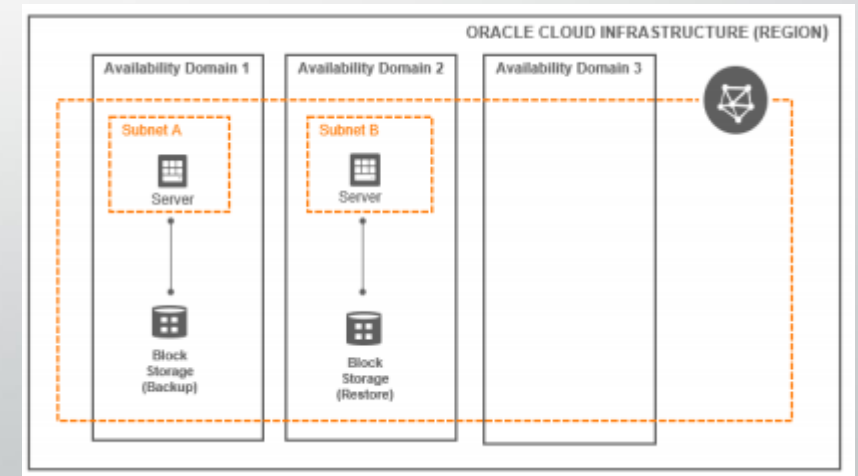 ORACLE CLOUD INFRASTRUCTURE (REGION)
Availability Domain 1
Availability Domain 2
Availability Domain 3
Subnet A
Subnet B
Server
Server
Block
Storage
(Backup)
Block
Storage
(Restore)